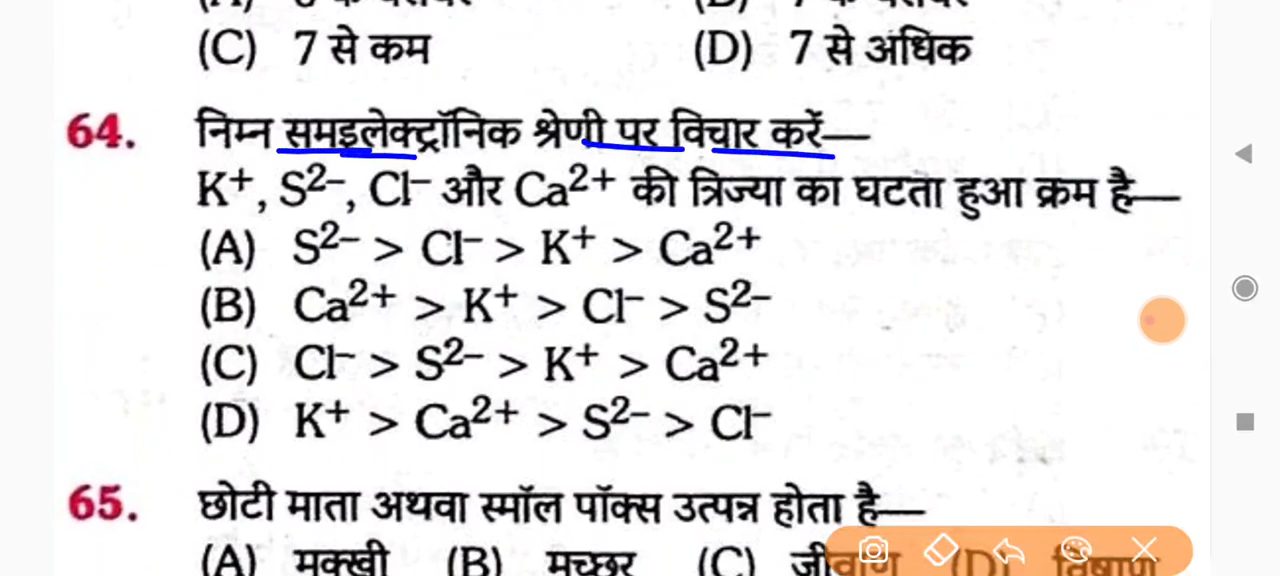 (C) 7 से कम (D) 7 से अधिक
64. निम्न समइलेक्ट्रॉनिक श्रेणी पर विचार करें—
K+, S2–, Cl– और Ca2+ की त्रिज्या का घटता हुआ क्रम है—
(A) S2– > Cl– > K+ > Ca2+
(B) Ca2+ > K+ > Cl– > S2–
(C) Cl– > S2– > K+ > Ca2+
(D) K+ > Ca2+ > S2– > Cl–
65. छोटी माता अथवा स्मॉल पॉक्स उत्पन्न होता है—
(A) मक्खी (B) मच्छर (C) (D)